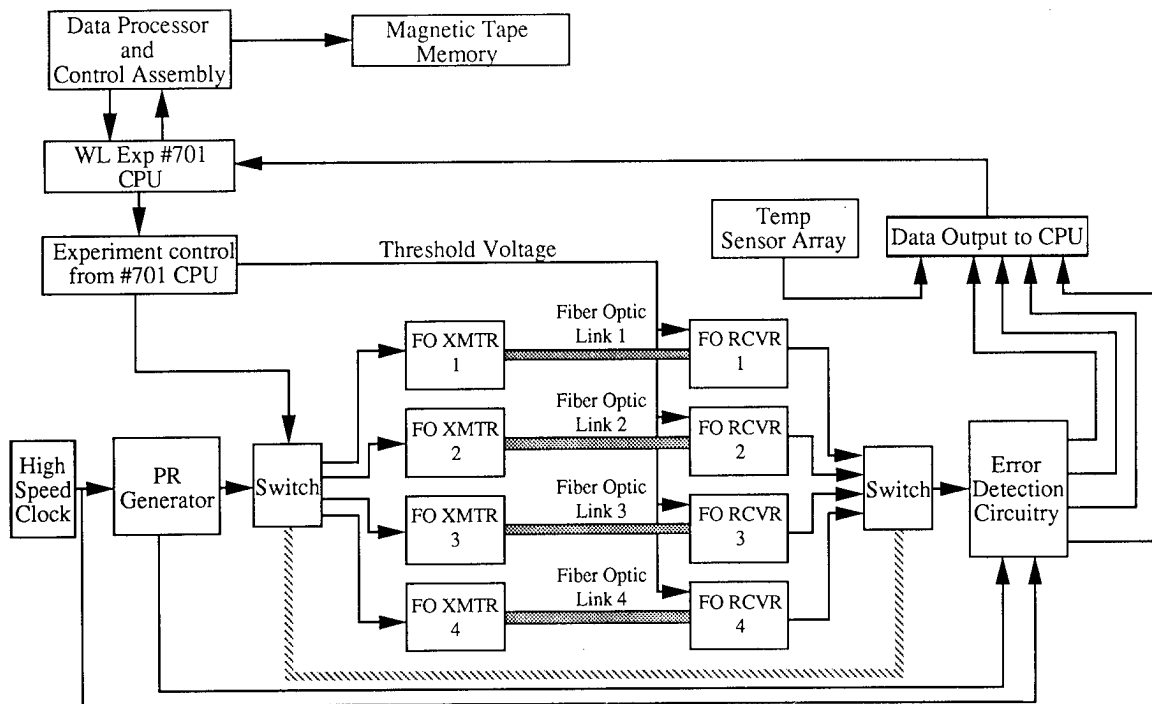 Data Processor
and
Control Assembly
Magnetic Tape
Memory
WL Exp #701
CPU
Experiment control
from #701 CPU
Threshold Voltage
Temp
Sensor Array
Data Output to CPU
FO XMTR
1
Fiber Optic
Link 1
FO RCVR
1
FO XMTR
2
Fiber Optic
Link 2
FO RCVR
2
High
Speed
Clock
PR
Generator
Switch
FO XMTR
3
Fiber Optic
Link 3
FO RCVR
3
Switch
Error
Detection
Circuitry
FO XMTR
4
Fiber Optic
Link 4
FO RCVR
4